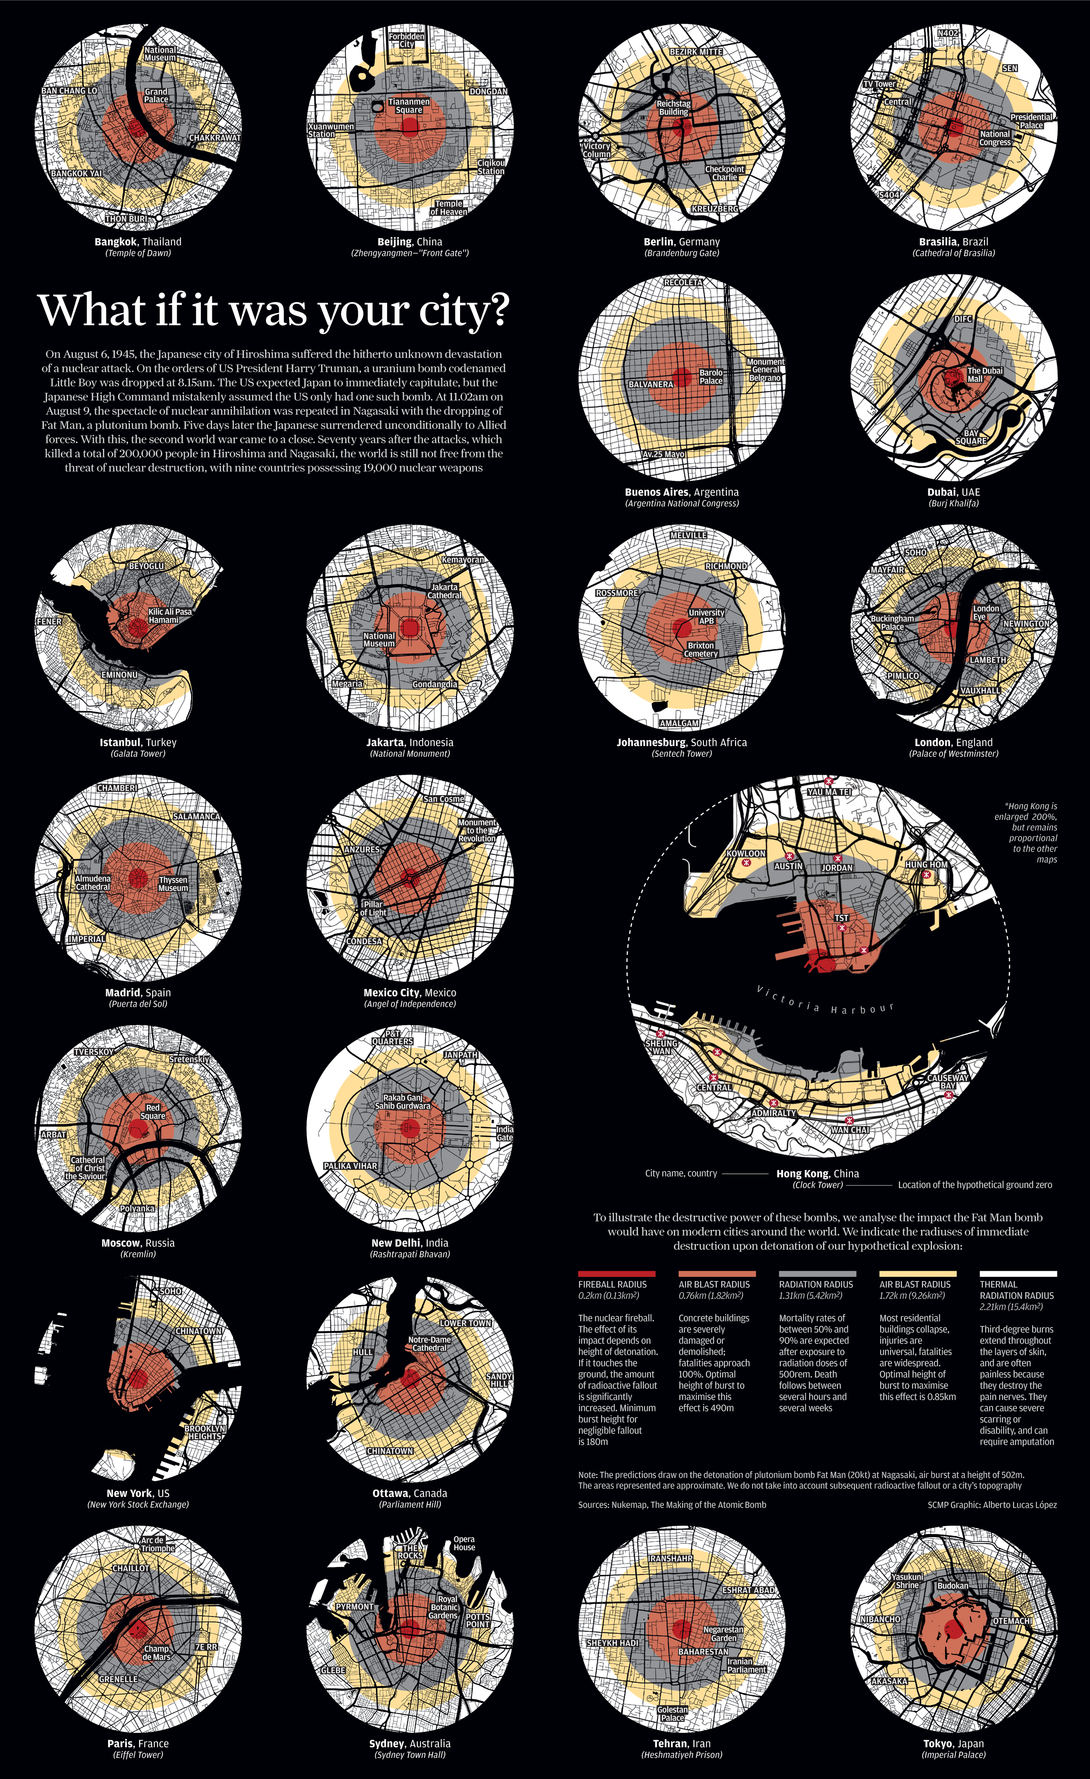 National
Museum
Grand
Palace
BAN CHANG LO
CHAKKRAWAT
BANGKOK YAI
THON BURI
Bangkok, Thailand
(Temple of Dawn)
Forbidden
City
DONGDAN
Tiananmen
Square
Xuanwumen
Station
Ciqikou
Station
Temple
of Heaven
Beijing, China
(Zhengyangmen–"Front Gate")
BEZIRK MITTE
Reichstag
Building
Victory
Column
Checkpoint
Charlie
KREUZBERG
Berlin, Germany
(Brandenburg Gate)
N402
SEN
TV Tower
Central
Presidential
Palace
National
Congress
S404
Brasilia, Brazil
(Cathedral of Brasilia)
What if it was your city?
On August 6, 1945, the Japanese city of Hiroshima suffered the hitherto unknown devastation
of a nuclear attack. On the orders of US President Harry Truman, a uranium bomb codenamed
Little Boy was dropped at 8.15am. The US expected Japan to immediately capitulate, but the
Japanese High Command mistakenly assumed the US only had one such bomb. At 11.02am on
August 9, the spectacle of nuclear annihilation was repeated in Nagasaki with the dropping of
Fat Man, a plutonium bomb. Five days later the Japanese surrendered unconditionally to Allied
forces. With this, the second world war came to a close. Seventy years after the attacks, which
killed a total of 200,000 people in Hiroshima and Nagasaki, the world is still not free from the
threat of nuclear destruction, with nine countries possessing 19,000 nuclear weapons
RECOLETA
Monument
General
Belgrano
Barolo
Palace
BALVANERA
Av.25 Mayo
Buenos Aires, Argentina
(Argentina National Congress)
DIFC
The Dubai
Mall
BAY
SQUARE
Dubai, UAE
(Burj Khalifa)
BEYOGLU
Kilic Ali Pasa
Hamami
FENER
EMINONU
Istanbul, Turkey
(Galata Tower)
Kemayoran
Jakarta
Cathedral
National
Museum
Megaria
Gondangdia
Jakarta, Indonesia
(National Monument)
MELVILLE
RICHMOND
ROSSMORE
University
APB
Brixton
Cemetery
AMALGAM
Johannesburg, South Africa
(Sentech Tower)
SOHO
MAYFAIR
London
Eye
Buckingham
Palace
NEWINGTON
LAMBETH
PIMLICO
VAUXHALL
London, England
(Palace of Westminster)
CHAMBERI
SALAMANCA
Almudena
Cathedral
Thyssen
Museum
IMPERIAL
Madrid, Spain
(Puerta del Sol)
San Cosme
Monument
to the
Revolution
ANZURES
Pillar
of Light
CONDESA
Mexico City, Mexico
(Angel of Independence)
*Hong Kong is
enlarged 200%,
but remains
proportional
to the other
maps
YAU MA TEI
KOWLOON
AUSTIN
JORDAN
HUNG HOM
TST
Victoria Harbour
SHEUNG
WAN
CENTRAL
ADMIRALTY
WAN CHAI
CAUSEWAY
BAY
City name, country
Hong Kong, China
(Clock Tower)
Location of the hypothetical ground zero
TVERSKOY
Sretenskiy
Red
Square
ARBAT
Cathedral
of Christ
the Saviour
Polyanka
Moscow, Russia
(Kremlin)
P&T
QUARTERS
JANPATH
Rakab Ganj
Sahib Gurdwara
India
Gate
PALIKA VIHAR
New Delhi, India
(Rashtrapati Bhavan)
To illustrate the destructive power of these bombs, we analyse the impact the Fat Man bomb
would have on modern cities around the world. We indicate the radiuses of immediate
destruction upon detonation of our hypothetical explosion:
FIREBALL RADIUS
0.2km (0.13km²)
The nuclear fireball.
The effect of its
impact depends on
height of detonation.
If it touches the
ground, the amount
of radioactive fallout
is significantly
increased. Minimum
burst height for
negligible fallout
is 180m
AIR BLAST RADIUS
0.76km (1.82km²)
Concrete buildings
are severely
damaged or
demolished;
fatalities approach
100%. Optimal
height of burst to
maximise this
effect is 490m
RADIATION RADIUS
1.31km (5.42km²)
Mortality rates of
between 50% and
90% are expected
after exposure to
radiation doses of
500rem. Death
follows between
several hours and
several weeks
AIR BLAST RADIUS
1.72k m (9.26km²)
Most residential
buildings collapse,
injuries are
universal, fatalities
are widespread.
Optimal height of
burst to maximise
this effect is 0.85km
THERMAL
RADIATION RADIUS
2.21km (15.4km²)
Third-degree burns
extend throughout
the layers of skin,
and are often
painless because
they destroy the
pain nerves. They
can cause severe
scarring or
disability, and can
require amputation
Note: The predictions draw on the detonation of plutonium bomb Fat Man (20kt) at Nagasaki, air burst at a height of 502m.
The areas represented are approximate. We do not take into account subsequent radioactive fallout or a city's topography
Sources: Nukemap, The Making of the Atomic Bomb
SCMP Graphic: Alberto Lucas López
SOHO
CHINATOWN
BROOKLYN
HEIGHTS
New York, US
(New York Stock Exchange)
LOWER TOWN
Notre-Dame
Cathedral
HULL
SANDY
HILL
CHINATOWN
Ottawa, Canada
(Parliament Hill)
Arc de
Triomphe
CHAILLOT
7E RR
Champ
de Mars
GRENELLE
Paris, France
(Eiffel Tower)
THE
ROCKS
Opera
House
PYRMONT
Royal
Botanic
Gardens
POTTS
POINT
GLEBE
Sydney, Australia
(Sydney Town Hall)
IRANSHAHR
ESHRAT ABAD
Negarestan
Garden
SHEYKH HADI
BAHARESTAN
Iranian
Parliament
Golestan
Palace
Tehran, Iran
(Heshmatiyeh Prison)
Yasukuni
Shrine
Budokan
NIBANCHO
OTEMACHI
AKASAKA
Tokyo, Japan
(Imperial Palace)